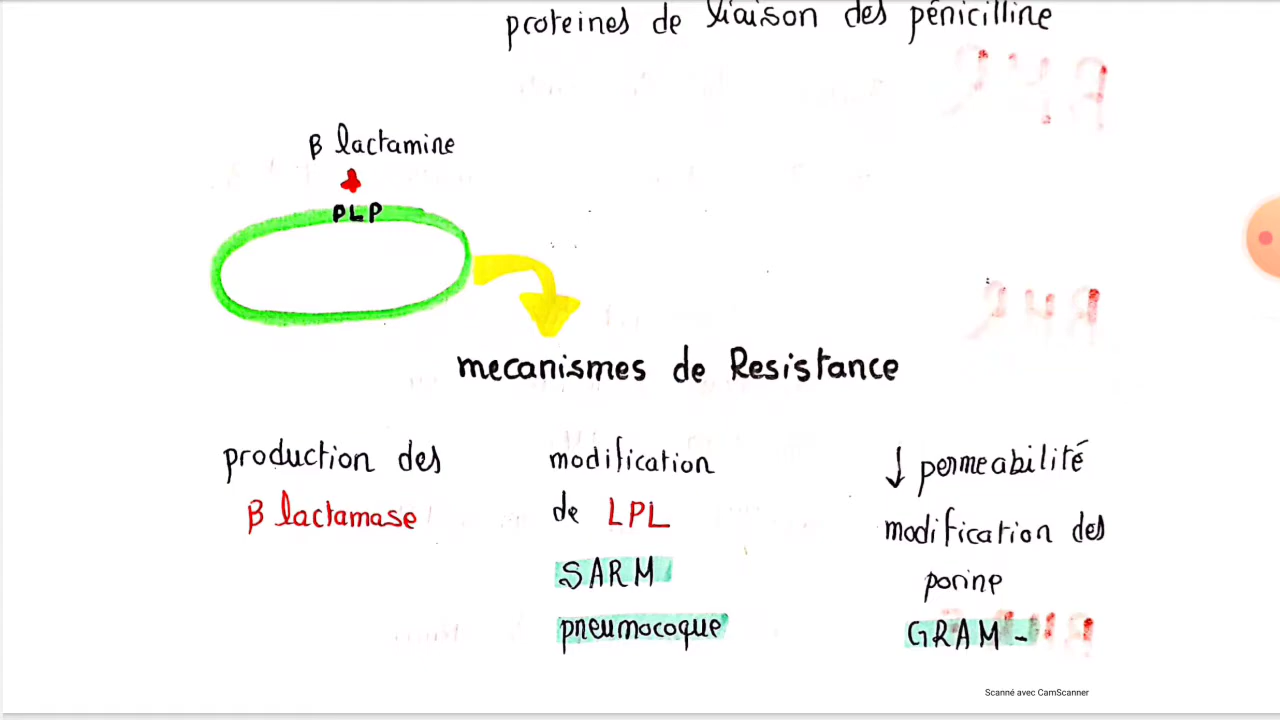 proteines de liaison des pénicilline
β lactamine
PLP
mecanismes de Resistance
production des
β lactamase
modification
de LPL
SARM
pneumocoque
↓ permeabilité
modification des
porine
GRAM -
Scanné avec CamScanner